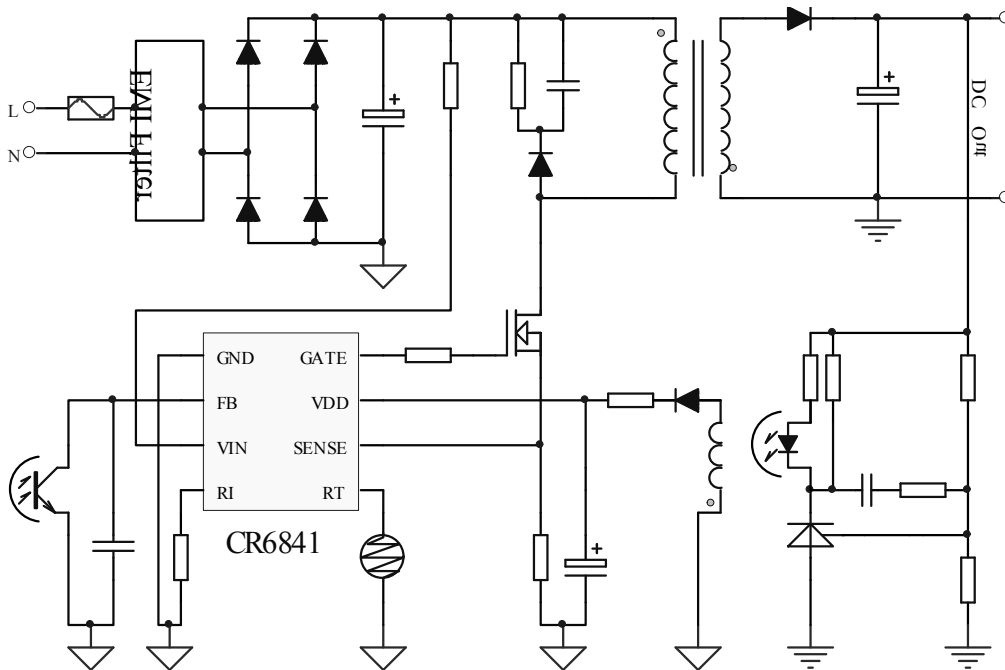 EMI Filter
L
N
DC Out
+
+
GND
GATE
FB
VDD
VIN
SENSE
RI
RT
CR6841
+